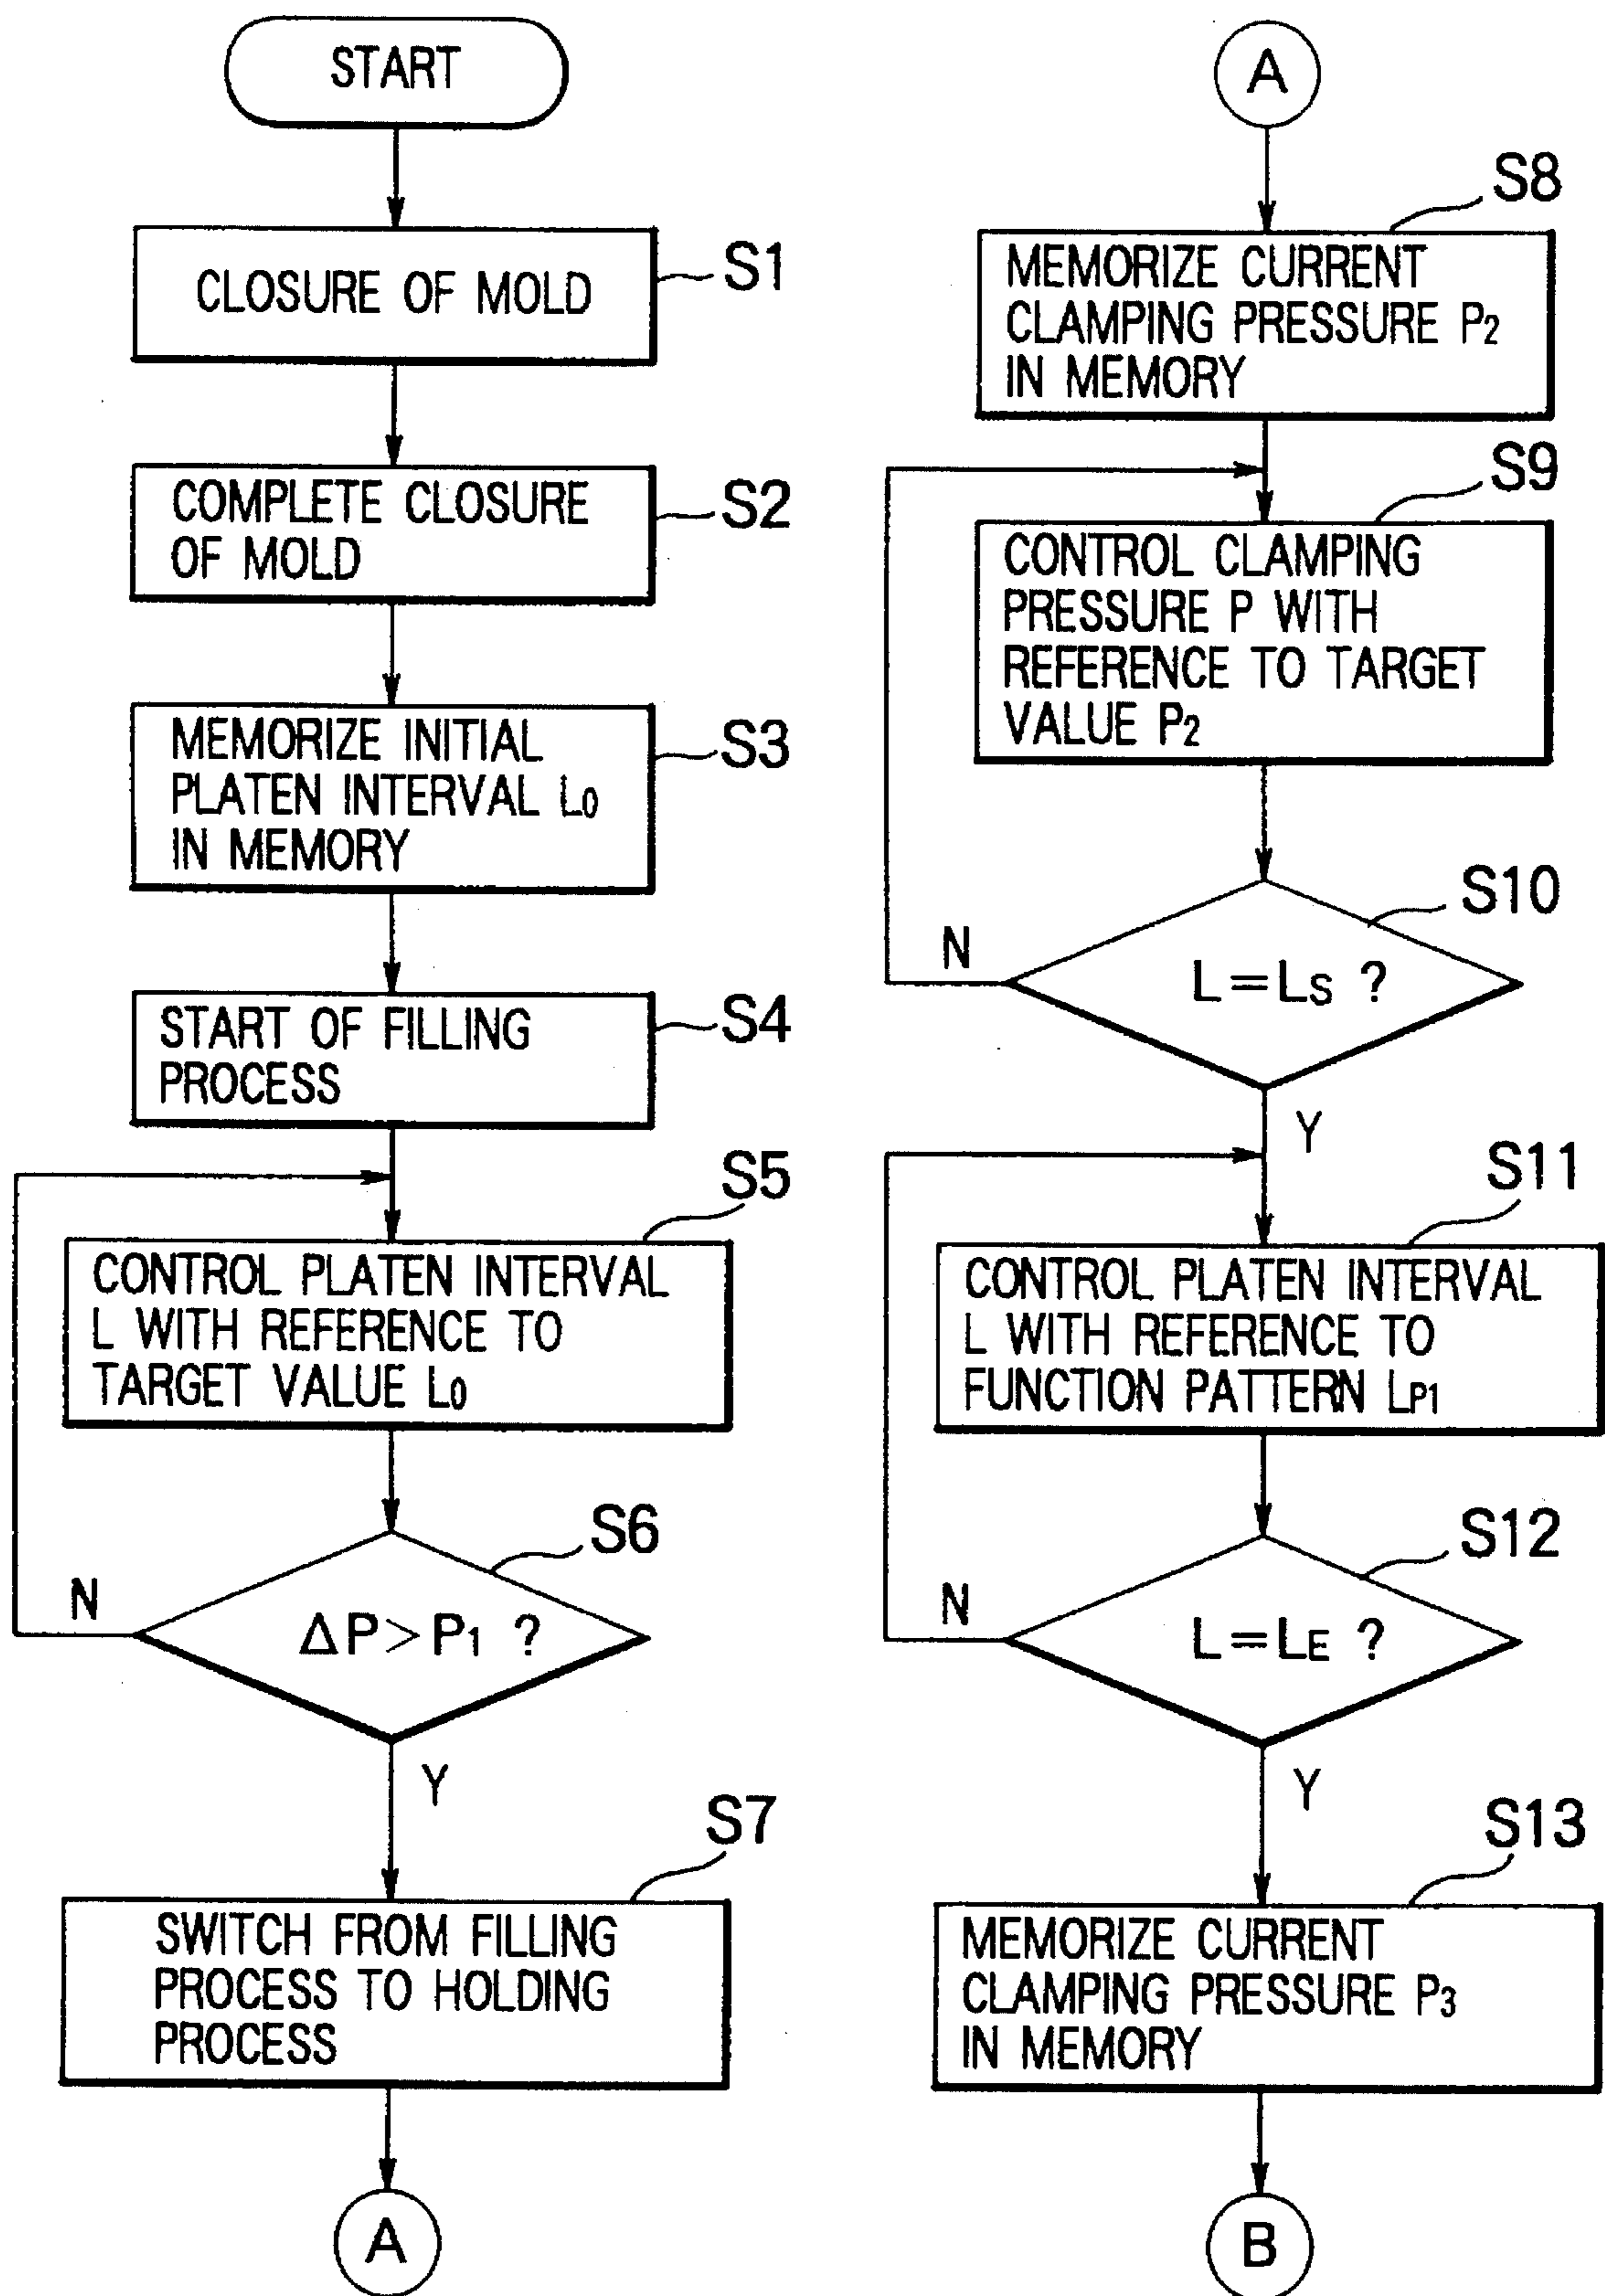 START
CLOSURE OF MOLD
S1
COMPLETE CLOSURE
OF MOLD
S2
MEMORIZE INITIAL
PLATEN INTERVAL L0
IN MEMORY
S3
START OF FILLING
PROCESS
S4
S5
CONTROL PLATEN INTERVAL
L WITH REFERENCE TO
TARGET VALUE L0
S6
N
ΔP>P1 ?
Y
S7
SWITCH FROM FILLING
PROCESS TO HOLDING
PROCESS
A
A
S8
MEMORIZE CURRENT
CLAMPING PRESSURE P2
IN MEMORY
S9
CONTROL CLAMPING
PRESSURE P WITH
REFERENCE TO TARGET
VALUE P2
S10
N
L=LS ?
Y
S11
CONTROL PLATEN INTERVAL
L WITH REFERENCE TO
FUNCTION PATTERN LP1
S12
N
L=LE ?
Y
S13
MEMORIZE CURRENT
CLAMPING PRESSURE P3
IN MEMORY
B